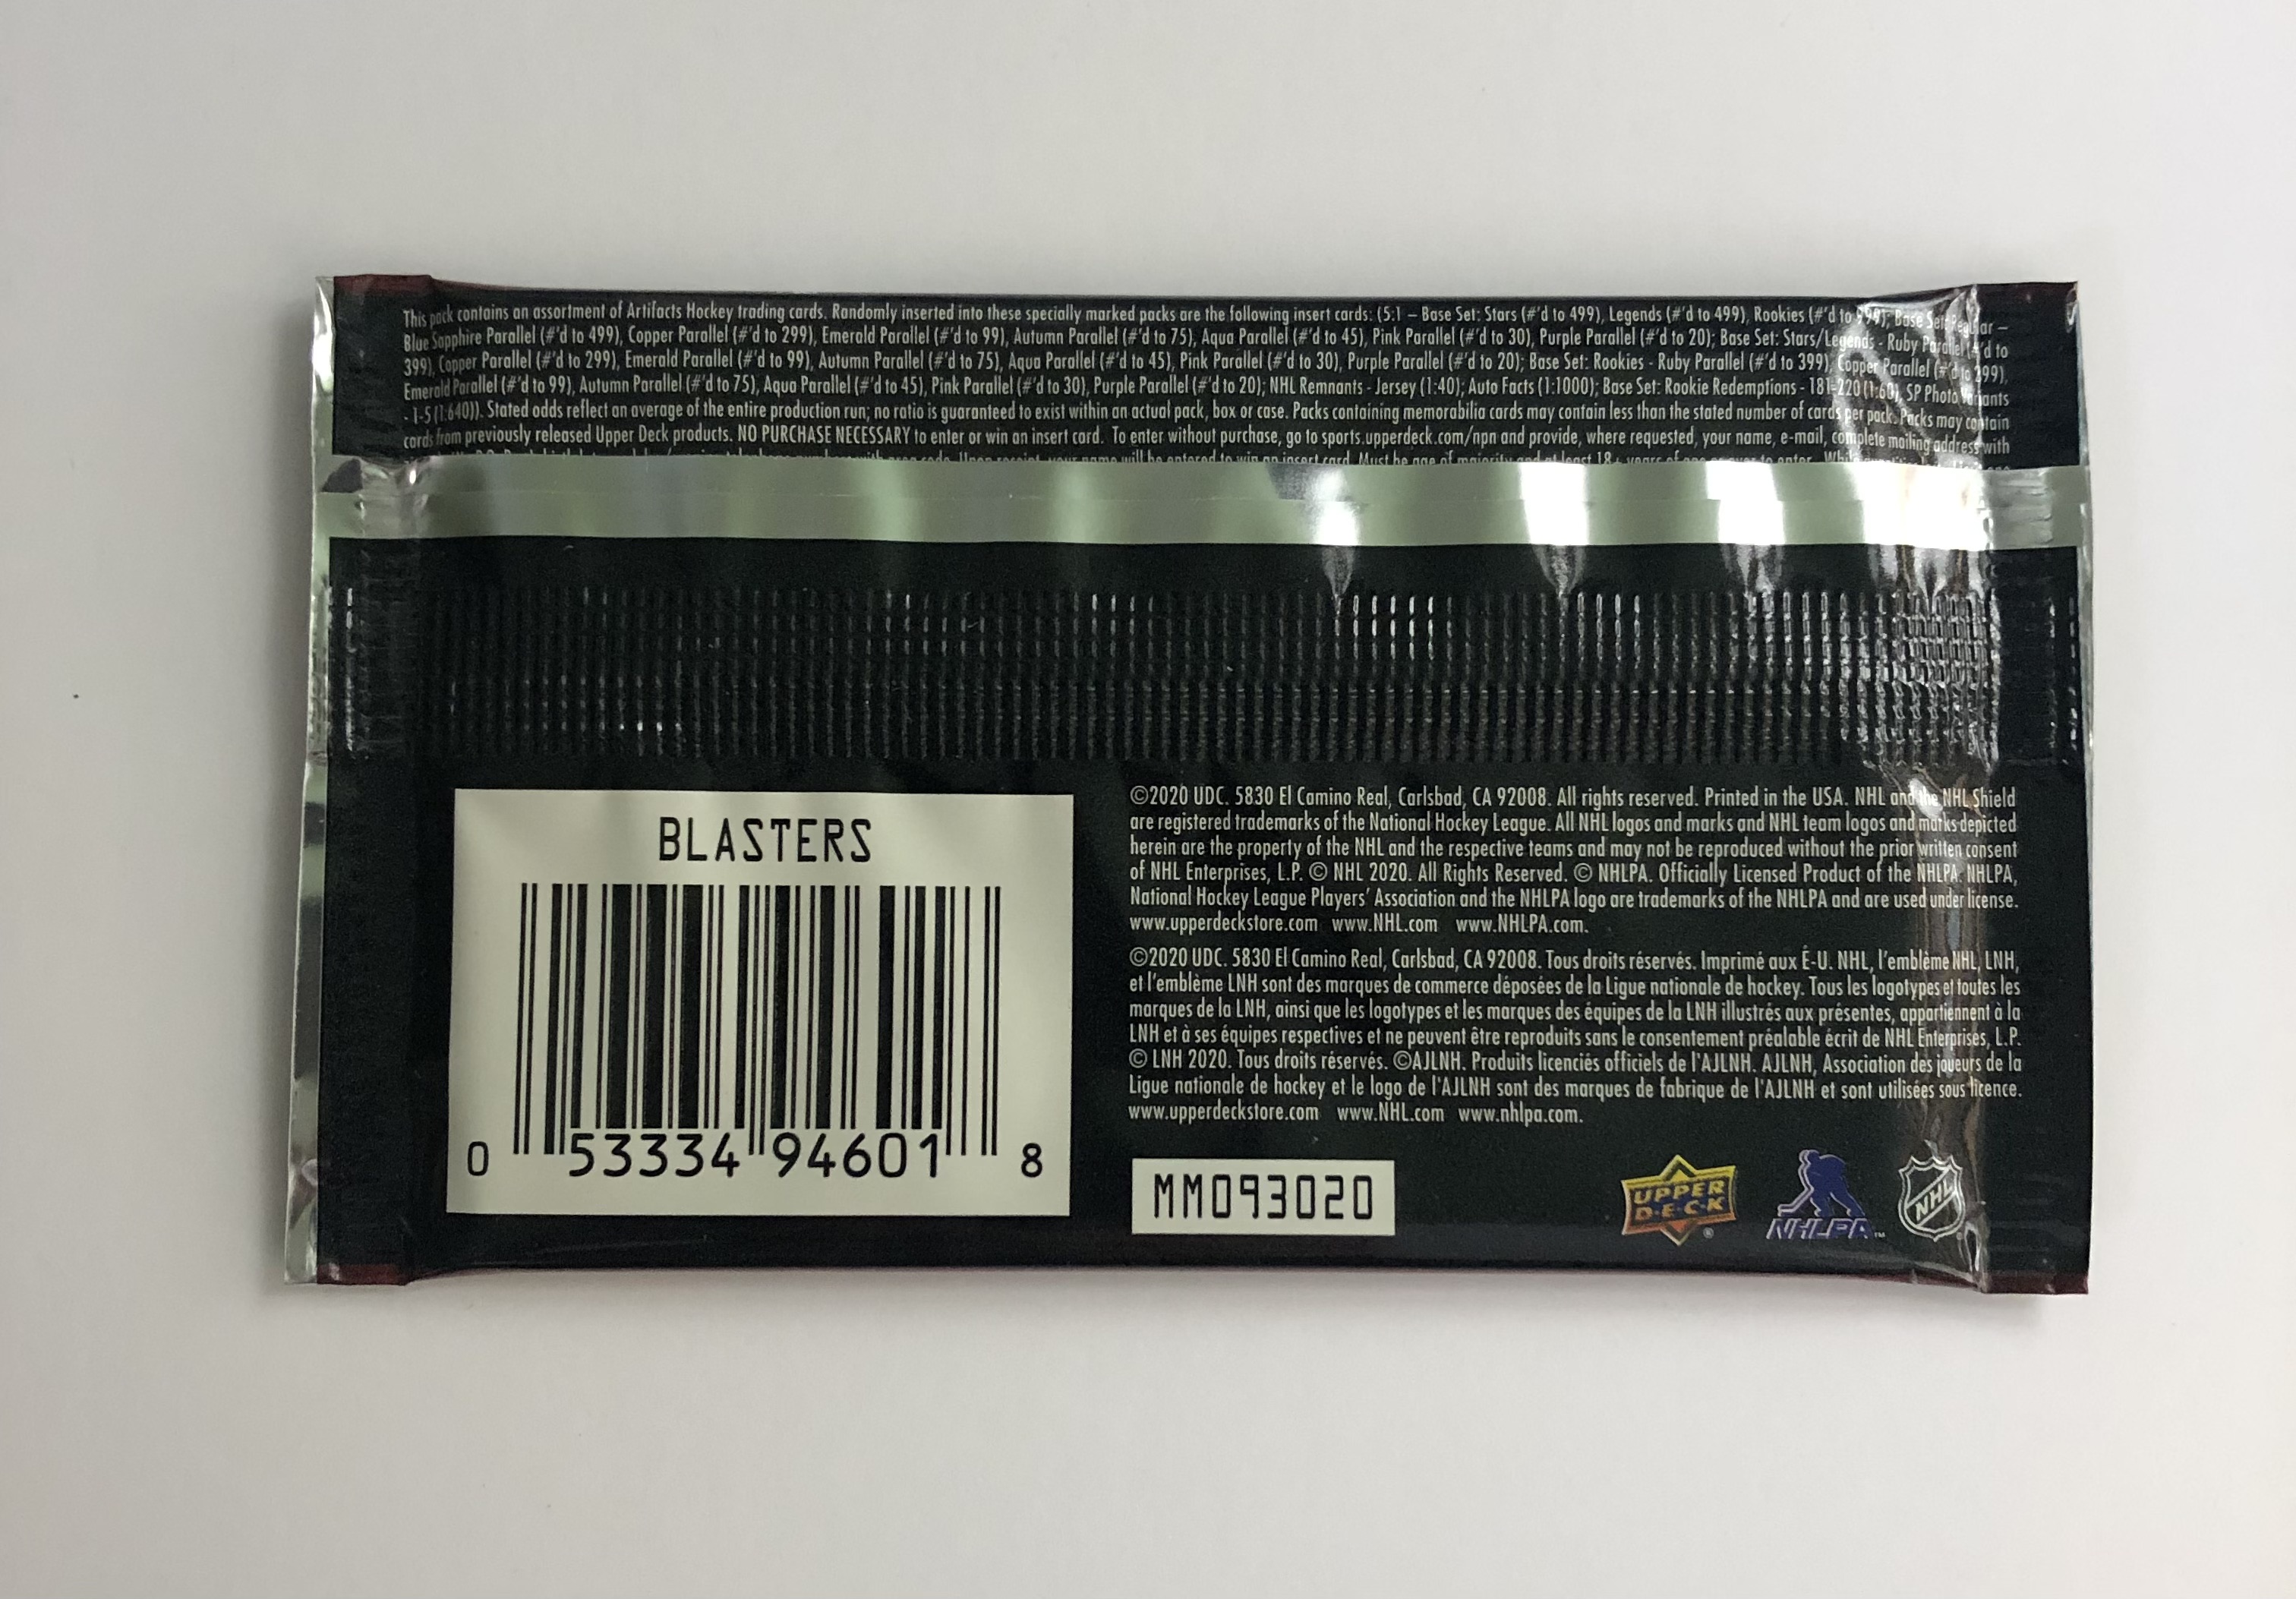 This pack contains an assortment of Artifacts Hockey trading cards. Randomly inserted into these specially marked packs are the following insert cards: (5:1 – Base Set: Stars (#'d to 499), Legends (#'d to 499), Rookies (#'d to 999); Base Set: Regular –
Blue Sapphire Parallel (#'d to 499), Copper Parallel (#'d to 299), Emerald Parallel (#'d to 99), Autumn Parallel (#'d to 75), Aqua Parallel (#'d to 45), Pink Parallel (#'d to 30), Purple Parallel (#'d to 20); Base Set: Stars/Legends - Ruby Parallel (#'d to
399), Copper Parallel (#'d to 299), Emerald Parallel (#'d to 99), Autumn Parallel (#'d to 75), Aqua Parallel (#'d to 45), Pink Parallel (#'d to 30), Purple Parallel (#'d to 20); Base Set: Rookies - Ruby Parallel (#'d to 399), Copper Parallel (#'d to 299),
Emerald Parallel (#'d to 99), Autumn Parallel (#'d to 75), Aqua Parallel (#'d to 45), Pink Parallel (#'d to 30), Purple Parallel (#'d to 20); NHL Remnants - Jersey (1:40); Auto Facts (1:1000); Base Set: Rookie Redemptions - 181-220 (1:60), SP Photo Variants
- 1-5 (1:640)). Stated odds reflect an average of the entire production run; no ratio is guaranteed to exist within an actual pack, box or case. Packs containing memorabilia cards may contain less than the stated number of cards per pack. Packs may contain
cards from previously released Upper Deck products. NO PURCHASE NECESSARY to enter or win an insert card. To enter without purchase, go to sports.upperdeck.com/npn and provide, where requested, your name, e-mail, complete mailing address with
will be entered to win an insert card. Must be age of majority and at least 18+ years of age
BLASTERS
0 53334 94601 8
©2020 UDC. 5830 El Camino Real, Carlsbad, CA 92008. All rights reserved. Printed in the USA. NHL and the NHL Shield
are registered trademarks of the National Hockey League. All NHL logos and marks and NHL team logos and marks depicted
herein are the property of the NHL and the respective teams and may not be reproduced without the prior written consent
of NHL Enterprises, L.P. © NHL 2020. All Rights Reserved. © NHLPA. Officially Licensed Product of the NHLPA. NHLPA,
National Hockey League Players' Association and the NHLPA logo are trademarks of the NHLPA and are used under license.
www.upperdeckstore.com www.NHL.com www.NHLPA.com.
©2020 UDC. 5830 El Camino Real, Carlsbad, CA 92008. Tous droits réservés. Imprimé aux É-U. NHL, l'emblème NHL, LNH,
et l'emblème LNH sont des marques de commerce déposées de la Ligue nationale de hockey. Tous les logotypes et toutes les
marques de la LNH, ainsi que les logotypes et les marques des équipes de la LNH illustrés aux présentes, appartiennent à la
LNH et à ses équipes respectives et ne peuvent être reproduits sans le consentement préalable écrit de NHL Enterprises, L.P.
© LNH 2020. Tous droits réservés. ©AJLNH. Produits licenciés officiels de l'AJLNH. AJLNH, Association des joueurs de la
Ligue nationale de hockey et le logo de l'AJLNH sont des marques de fabrique de l'AJLNH et sont utilisées sous licence.
www.upperdeckstore.com www.NHL.com www.nhlpa.com.
MM093020
UPPER DECK ®
NHLPA ™
NHL